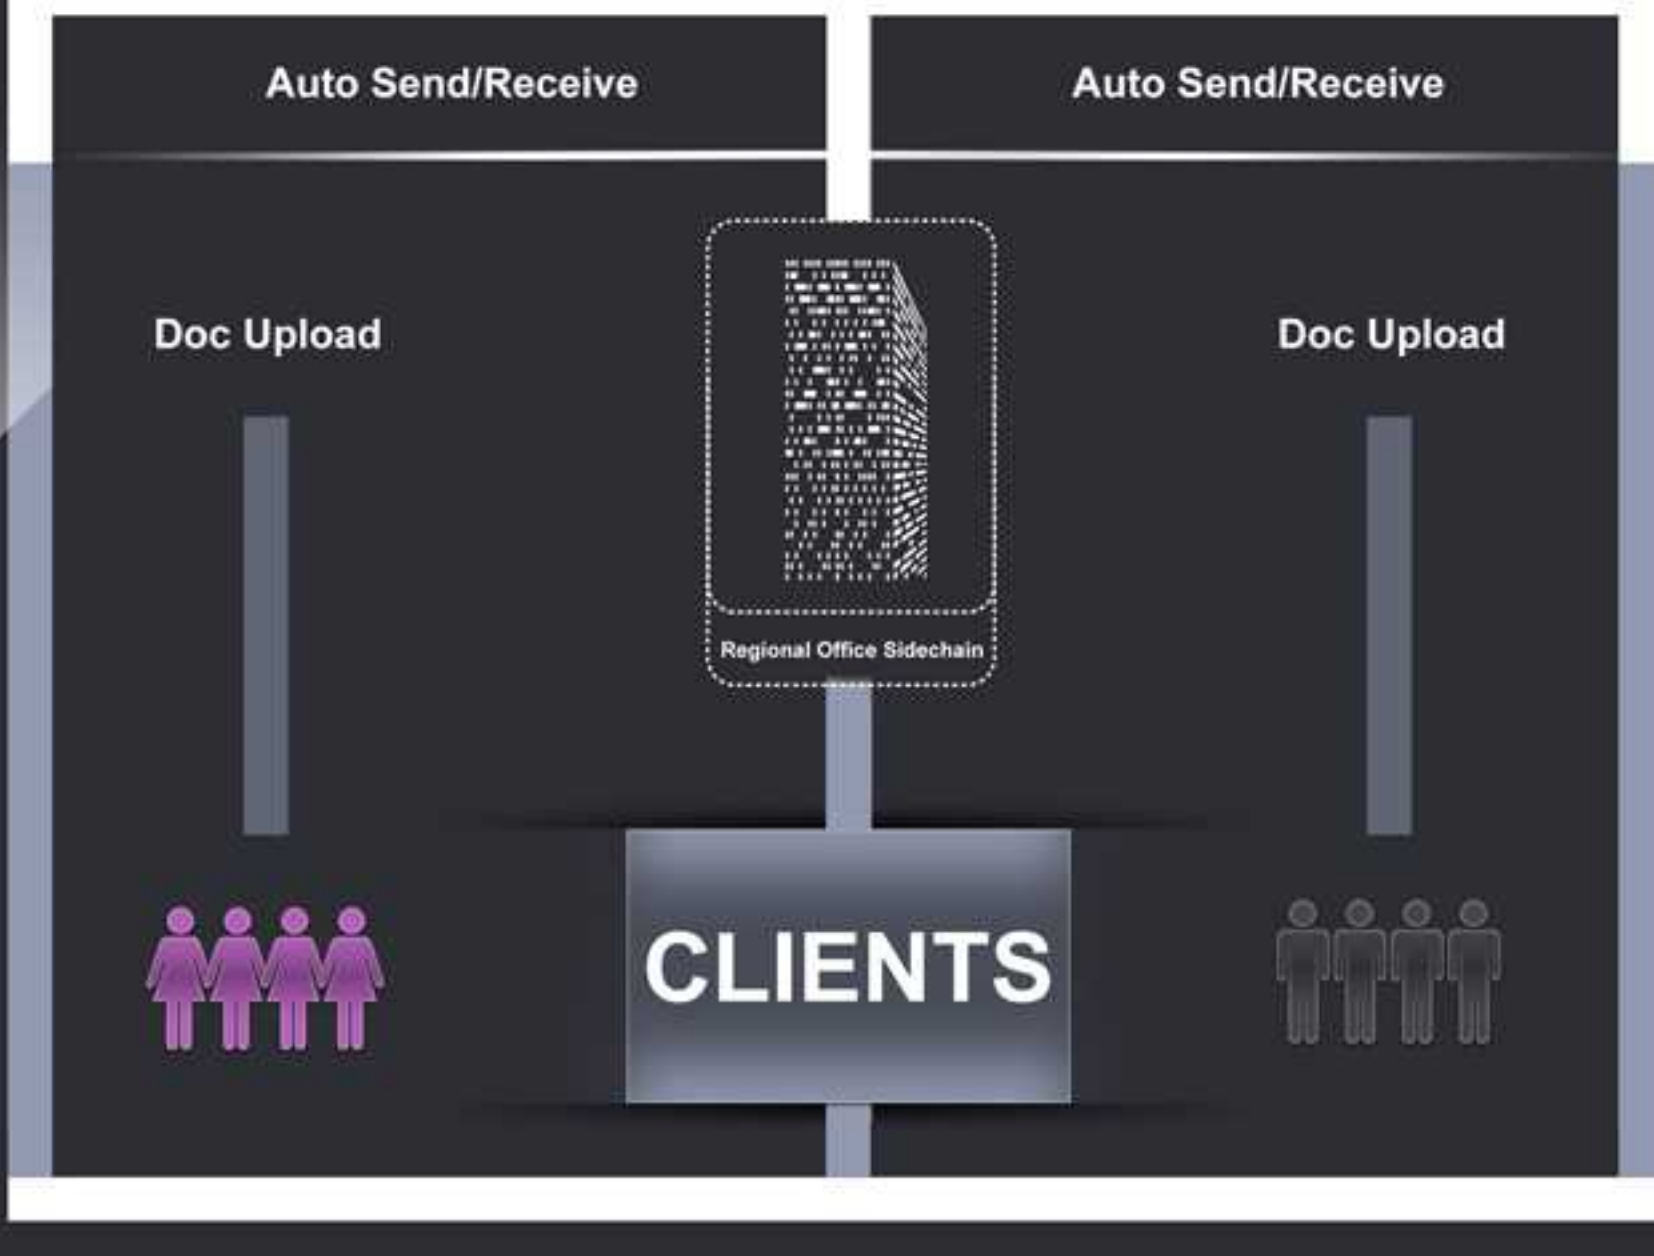 Auto Send/Receive
Auto Send/Receive
Doc Upload
Doc Upload
Regional Office Sidechain
CLIENTS